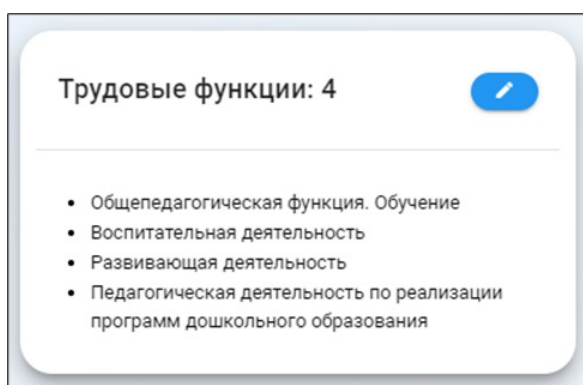 Трудовые функции: 4
• Общепедагогическая функция. Обучение
• Воспитательная деятельность
• Развивающая деятельность
• Педагогическая деятельность по реализации
программ дошкольного образования